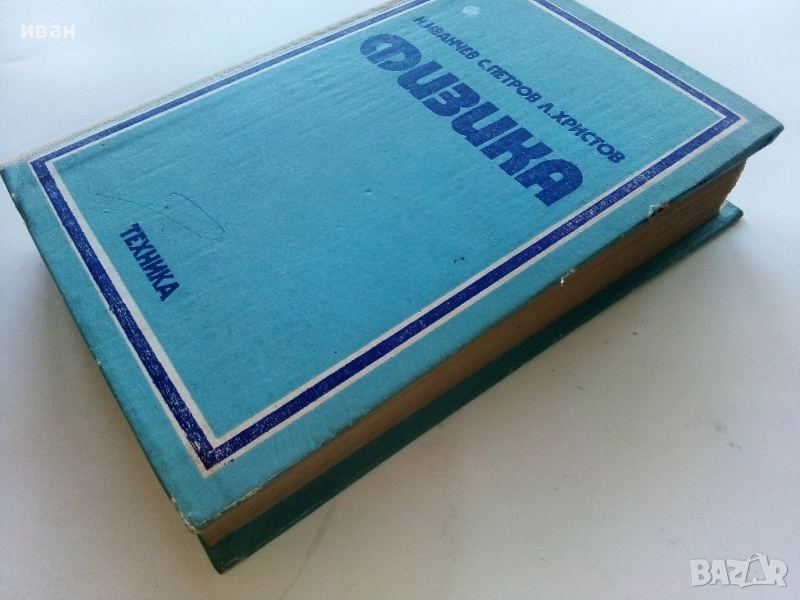 иван
Н.ИВАНЧЕВ С.ПЕТРОВ Л.ХРИСТОВ
ФИЗИКА
ТЕХНИКА
BAZAR